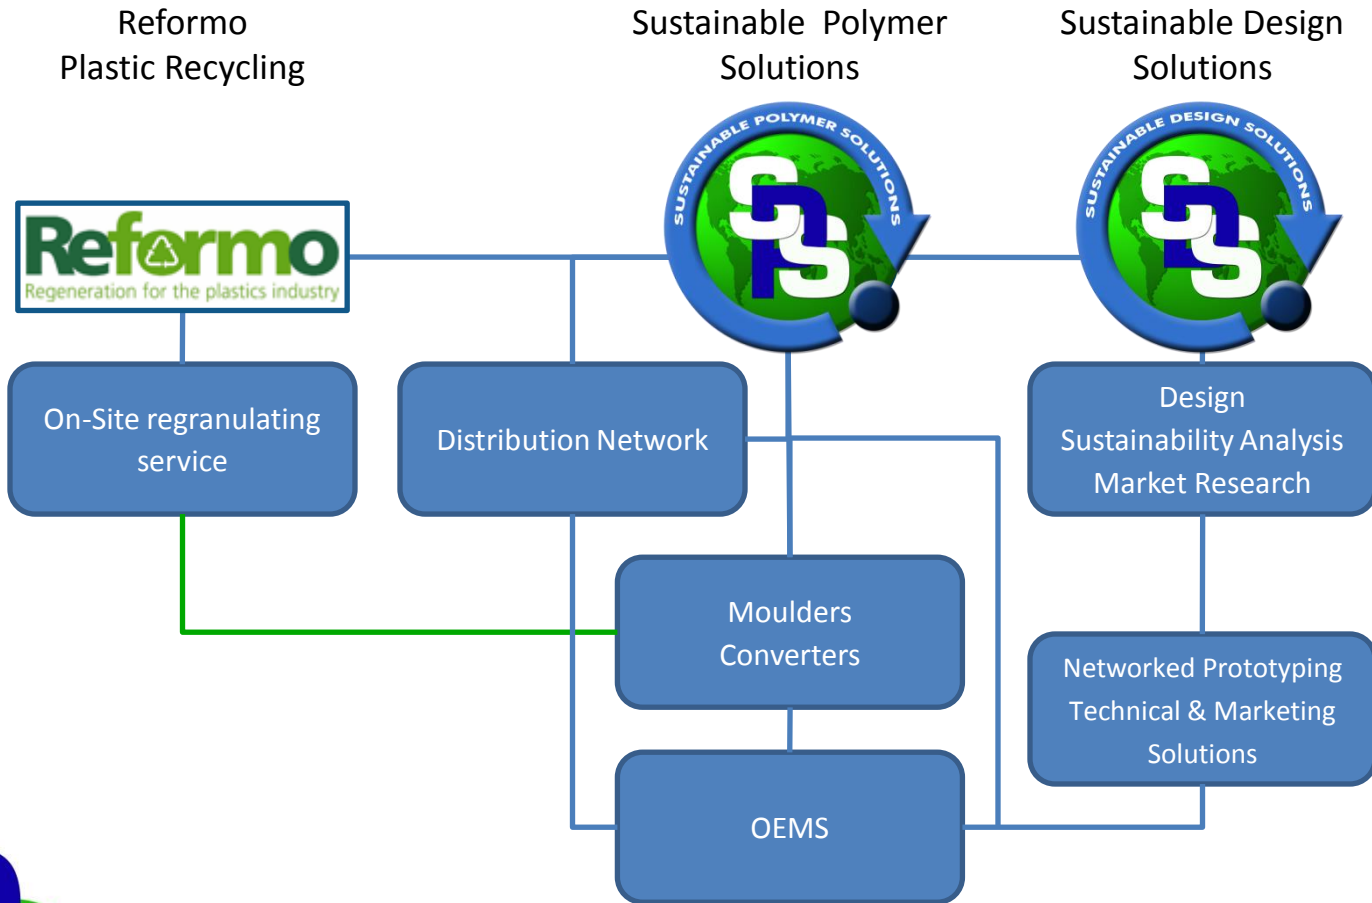 Reformo
Plastic Recycling
Sustainable Polymer
Solutions
Sustainable Design
Solutions
SUSTAINABLE POLYMER SOLUTIONS
SPS
SUSTAINABLE DESIGN SOLUTIONS
SDS
Reformo
Regeneration for the plastics industry
On-Site regranulating
service
Distribution Network
Design
Sustainability Analysis
Market Research
Moulders
Converters
Networked Prototyping
Technical & Marketing
Solutions
OEMS